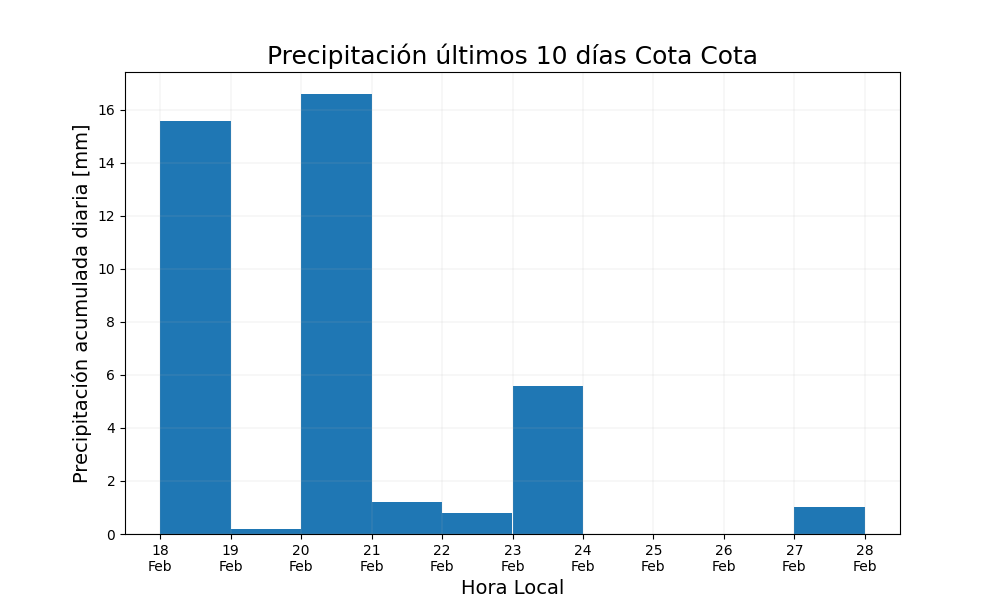 Precipitación últimos 10 días Cota Cota
Precipitación acumulada diaria [mm]
16
14
12
10
8
6
4
2
0
18 19 20 21 22 23 24 25 26 27 28
Feb Feb Feb Feb Feb Feb Feb Feb Feb Feb Feb
Hora Local